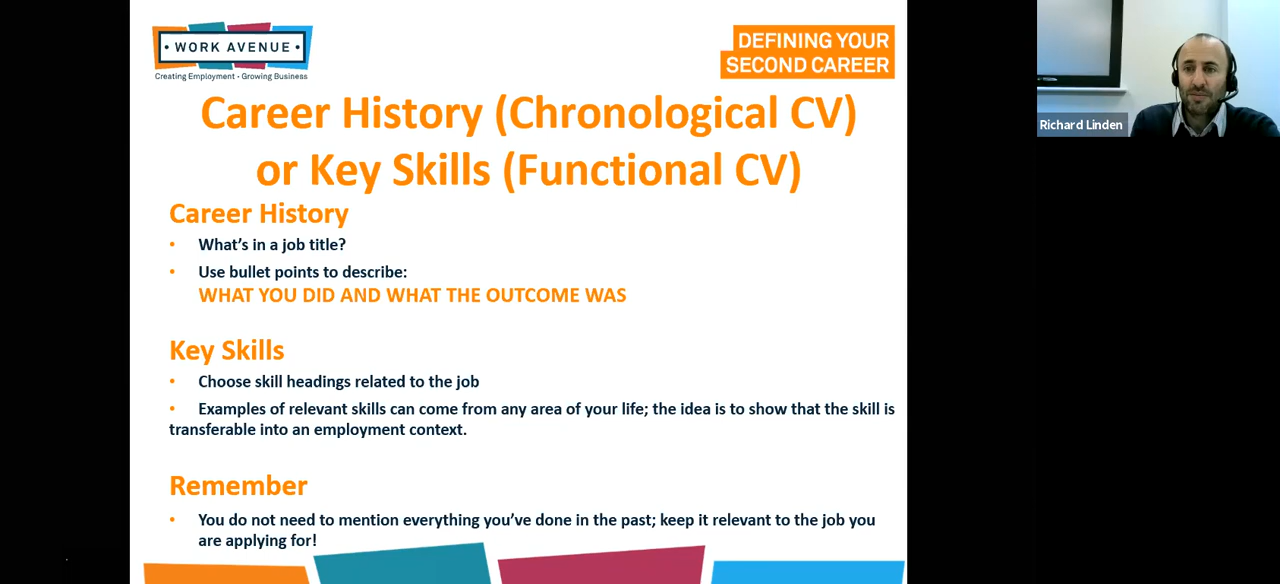 • WORK AVENUE •
Creating Employment • Growing Business
DEFINING YOUR
SECOND CAREER
Career History (Chronological CV)
or Key Skills (Functional CV)
Career History
• What's in a job title?
• Use bullet points to describe:
WHAT YOU DID AND WHAT THE OUTCOME WAS
Key Skills
• Choose skill headings related to the job
• Examples of relevant skills can come from any area of your life; the idea is to show that the skill is
transferable into an employment context.
Remember
• You do not need to mention everything you've done in the past; keep it relevant to the job you
are applying for!
Richard Linden